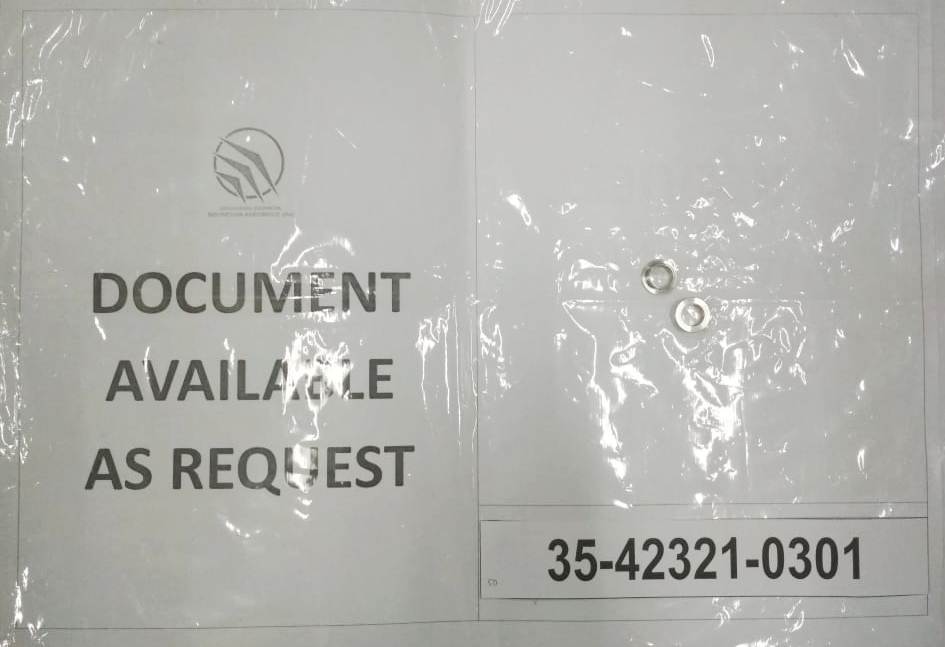 DOCUMENT
AVAILABLE
AS REQUEST
35-42321-0301